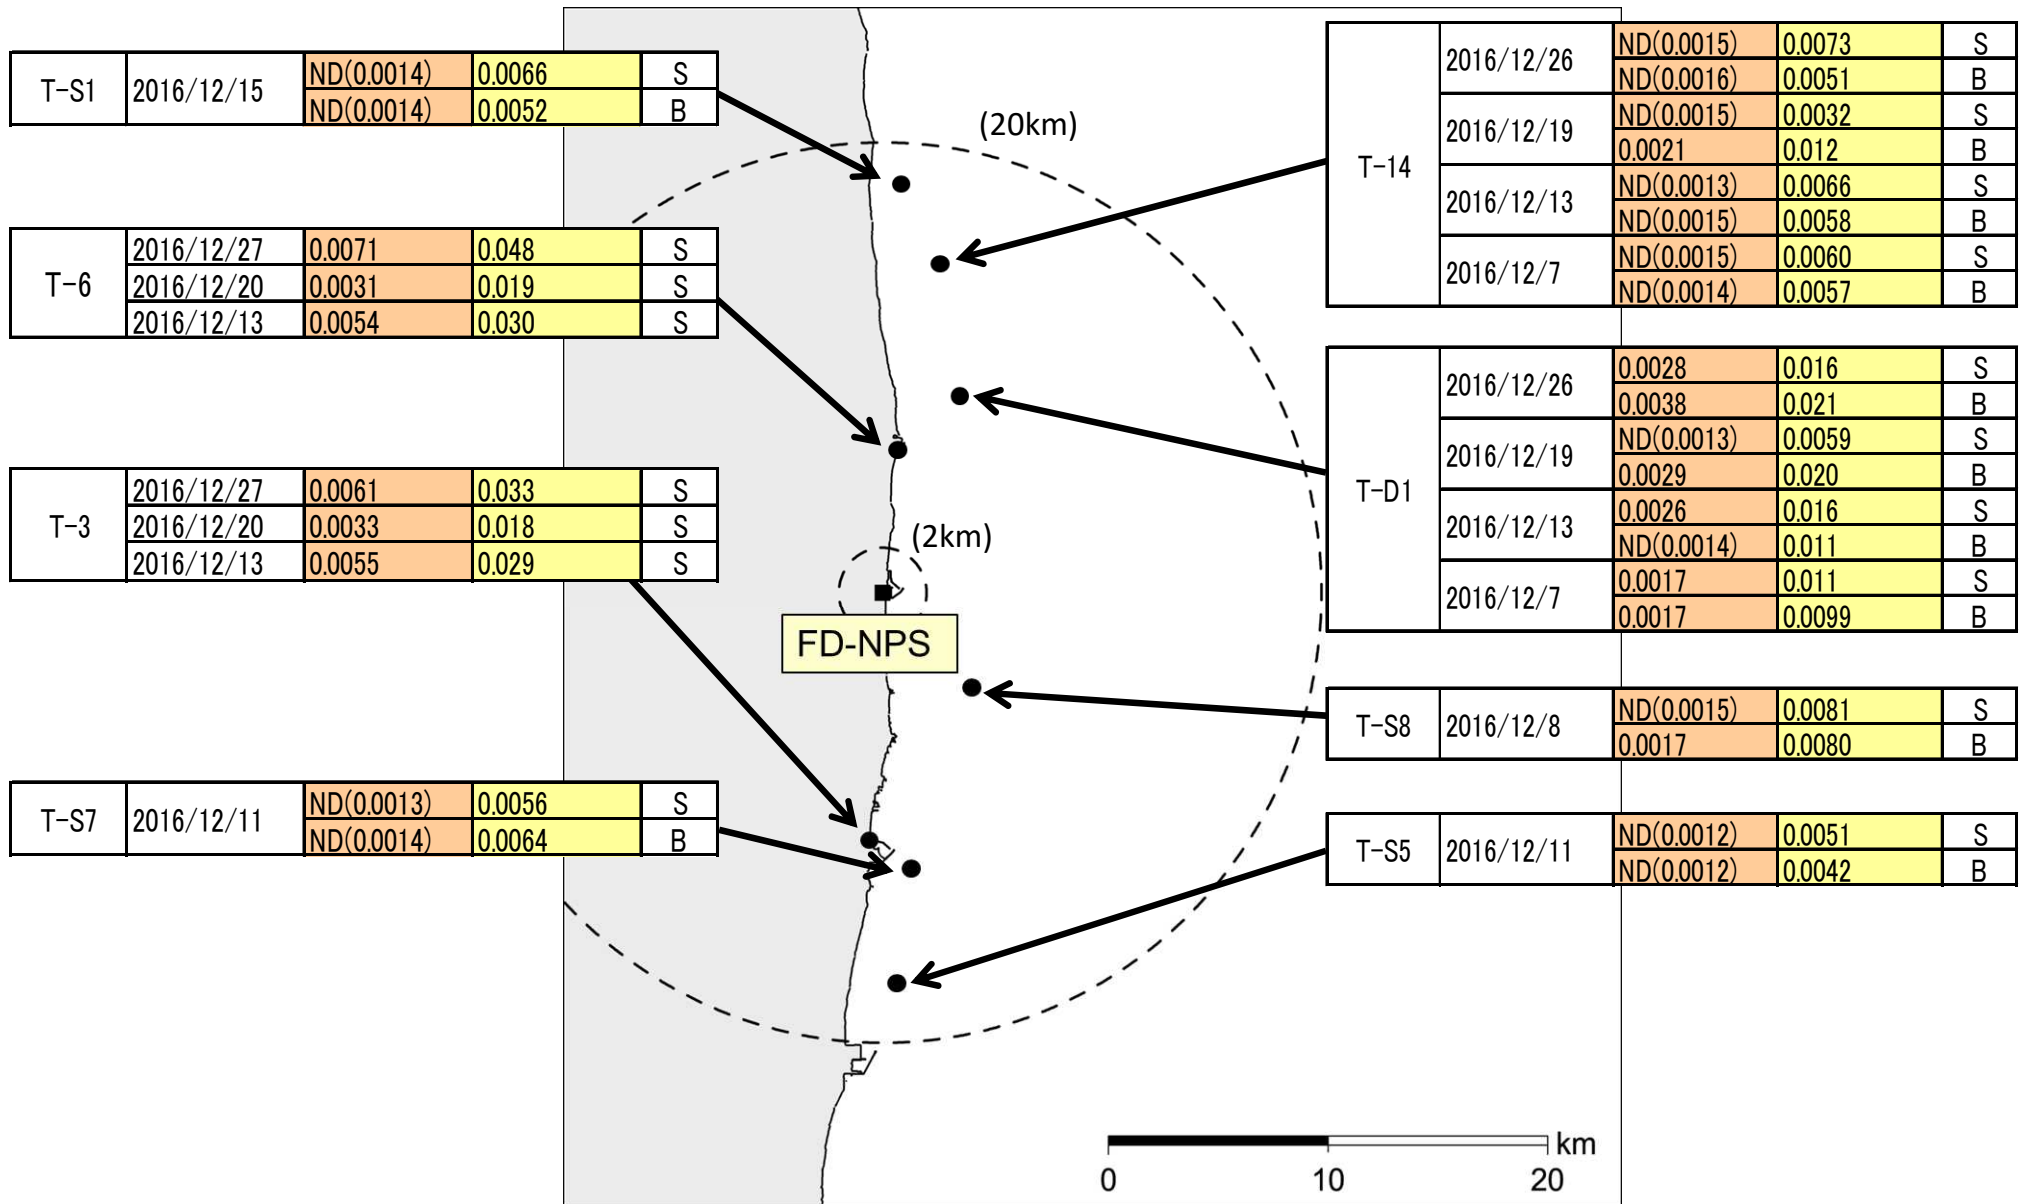 T-S1 2016/12/15 ND(0.0014) 0.0066 S
ND(0.0014) 0.0052 B
T-6 2016/12/27 0.0071 0.048 S
2016/12/20 0.0031 0.019 S
2016/12/13 0.0054 0.030 S
T-3 2016/12/27 0.0061 0.033 S
2016/12/20 0.0033 0.018 S
2016/12/13 0.0055 0.029 S
T-S7 2016/12/11 ND(0.0013) 0.0056 S
ND(0.0014) 0.0064 B
(20km)
(2km)
FD-NPS
T-14 2016/12/26 ND(0.0015) 0.0073 S
ND(0.0016) 0.0051 B
2016/12/19 ND(0.0015) 0.0032 S
0.0021 0.012 B
2016/12/13 ND(0.0013) 0.0066 S
ND(0.0015) 0.0058 B
2016/12/7 ND(0.0015) 0.0060 S
ND(0.0014) 0.0057 B
T-D1 2016/12/26 0.0028 0.016 S
0.0038 0.021 B
2016/12/19 ND(0.0013) 0.0059 S
0.0029 0.020 B
2016/12/13 0.0026 0.016 S
ND(0.0014) 0.011 B
2016/12/7 0.0017 0.011 S
0.0017 0.0099 B
T-S8 2016/12/8 ND(0.0015) 0.0081 S
0.0017 0.0080 B
T-S5 2016/12/11 ND(0.0012) 0.0051 S
ND(0.0012) 0.0042 B
km
0 10 20